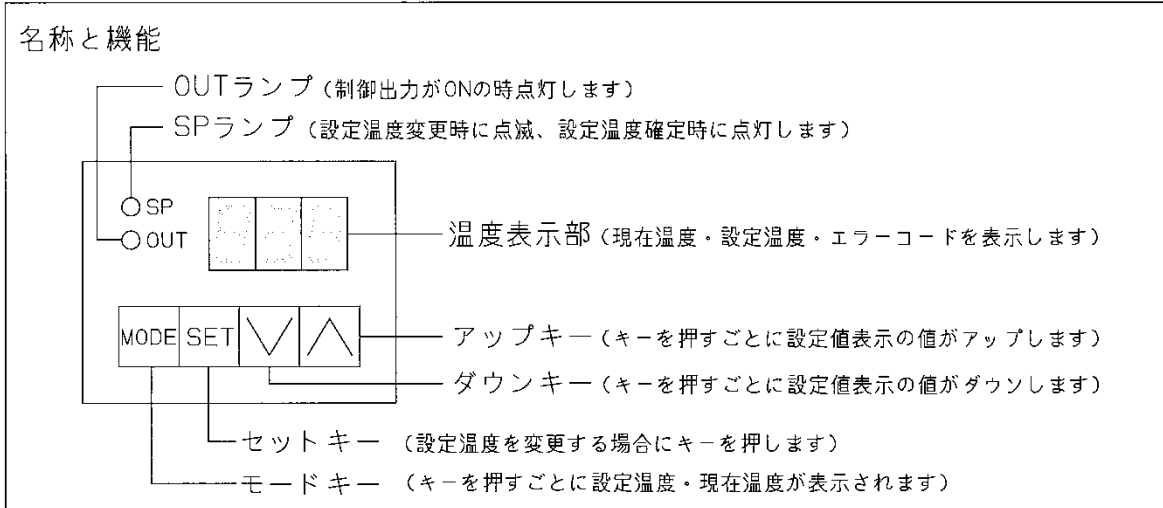 名称と機能
OUTランプ (制御出力がONの時点灯します)
SPランプ (設定温度変更時に点滅、設定温度確定時に点灯します)
SP
OUT
温度表示部 (現在温度・設定温度・エラーコードを表示します)
MODE SET
アップキー (キーを押すごとに設定値表示の値がアップします)
ダウンキー (キーを押すごとに設定値表示の値がダウンします)
セットキー (設定温度を変更する場合にキーを押します)
モードキー (キーを押すごとに設定温度・現在温度が表示されます)